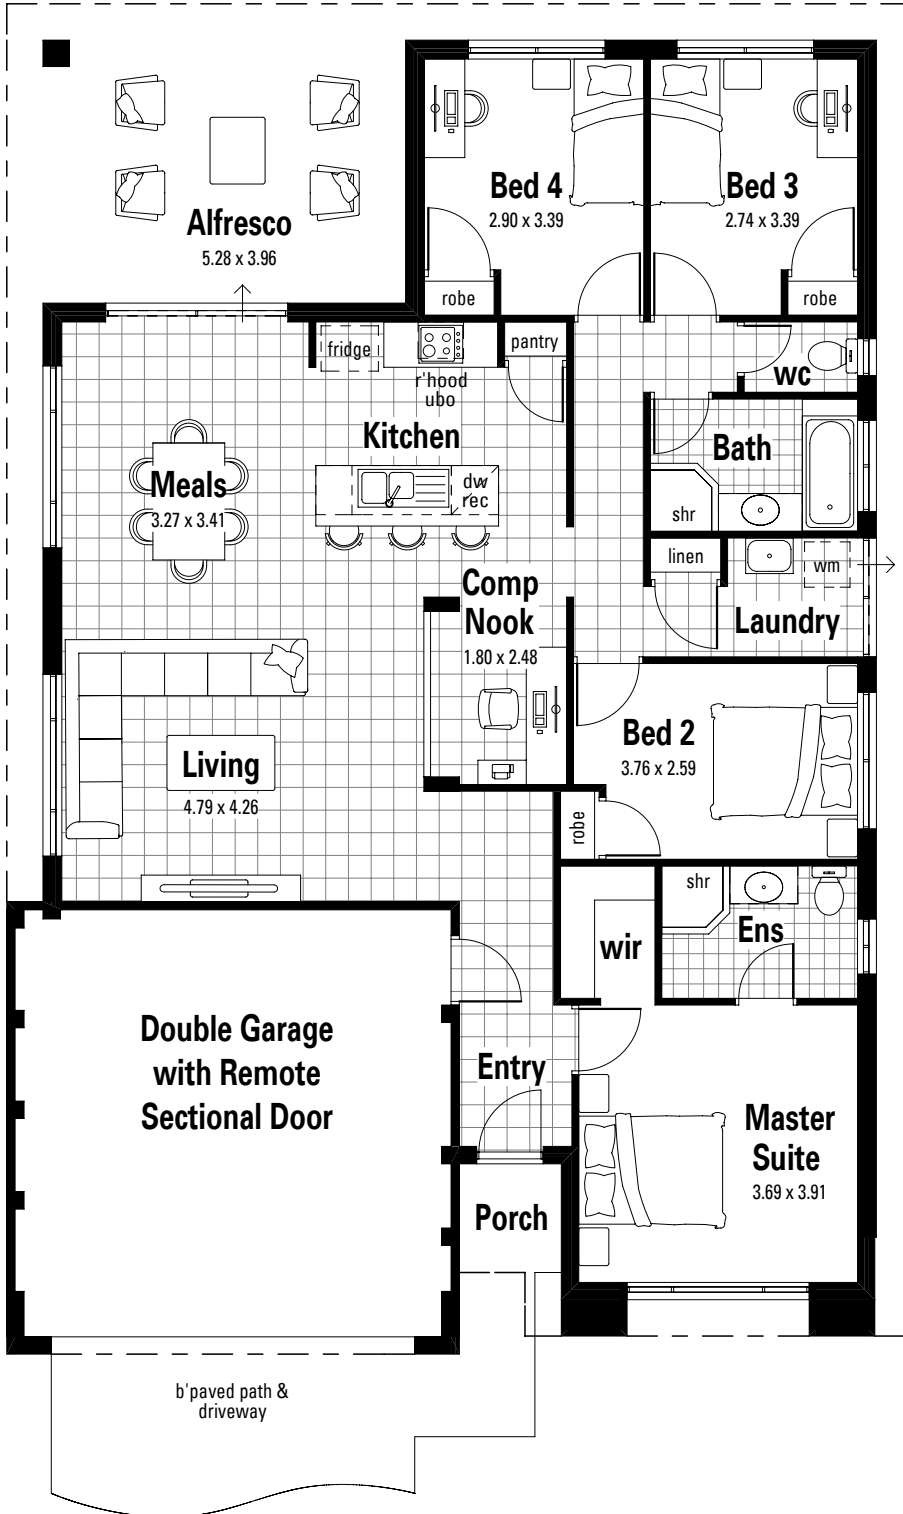 Bed 4
2.90 x 3.39
Bed 3
2.74 x 3.39
Alfresco
5.28 x 3.96
robe
robe
fridge
r'hood
ubo
pantry
wc
Kitchen
Bath
Meals
3.27 x 3.41
dw
rec
shr
linen
wm
Comp
Nook
1.80 x 2.48
Laundry
Bed 2
3.76 x 2.59
Living
4.79 x 4.26
robe
shr
Ens
wir
Double Garage
with Remote
Sectional Door
Entry
Master
Suite
3.69 x 3.91
Porch
b'paved path &
driveway